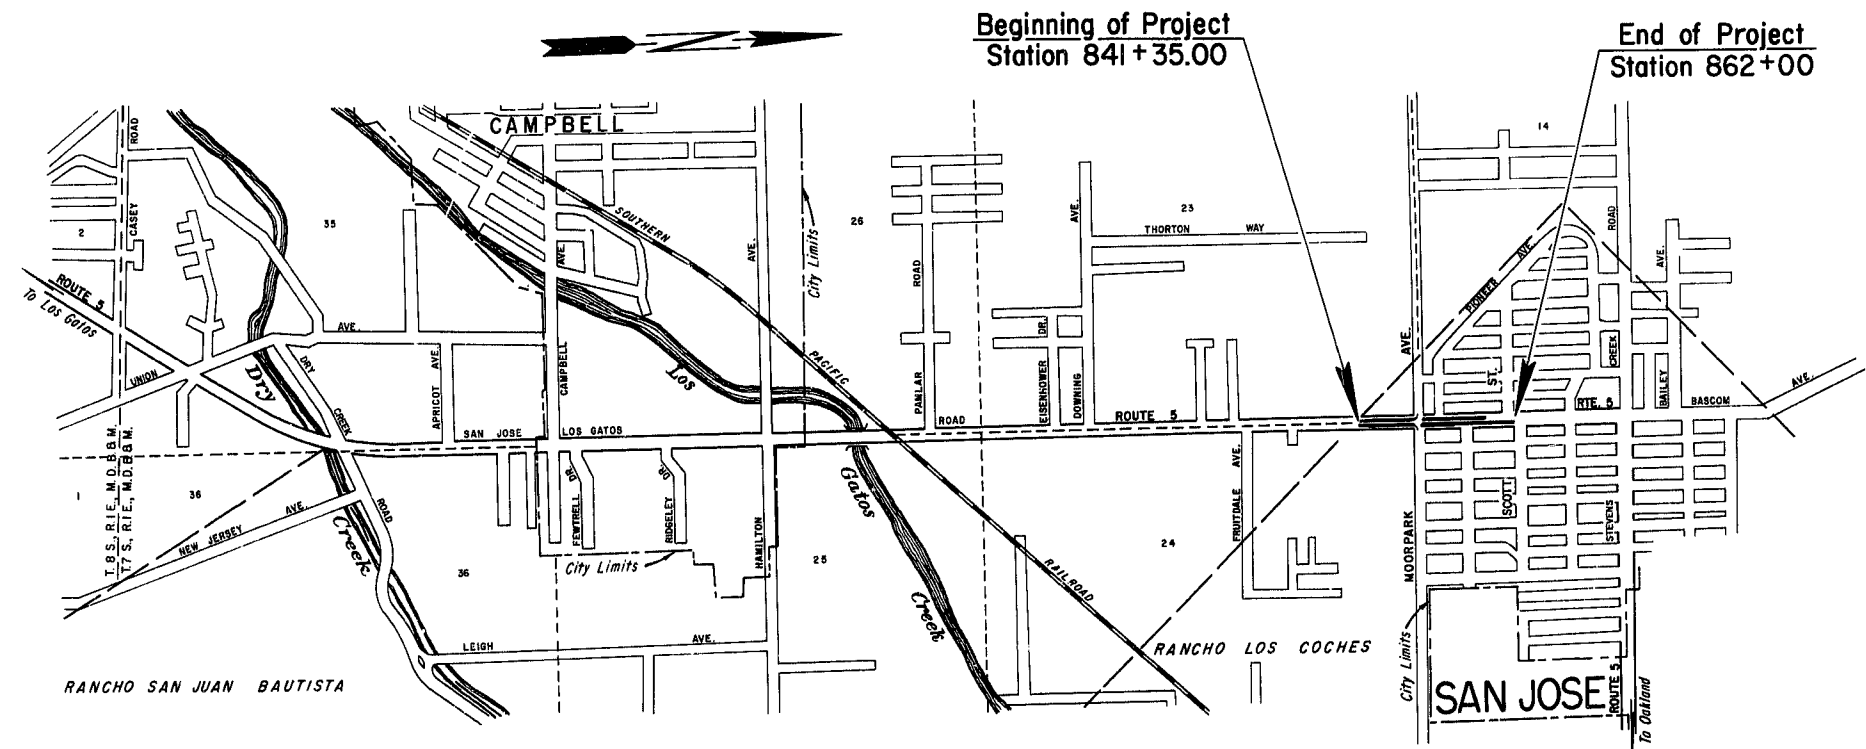 Beginning of Project
Station 841+35.00
End of Project
Station 862+00
N
CAMPBELL
14
ROAD
CASEY
2
35
26
23
SOUTHERN
City Limits
AVE.
AVE.
AVE.
THORTON WAY
ROAD
AVE.
AVE.
ROAD
ROUTE 5
To Los Gatos
PIONEER
AVE.
DR.
AVE.
UNION
DRY
Dry
APRICOT AVE.
CAMPBELL
Los
PACIFIC
PAMLAR
EISENHOWER
DOWNING
AVE.
ST.
CREEK
BAILEY
AVE.
CREEK
SAN JOSE
LOS GATOS
ROAD
ROUTE 5
RTE. 5
BASCOM
T. 8 S., R. I E., M. D. B. & M.
T. 7 S., R. I E., M. D. B. & M.
1
36
DR.
DR.
Gatos
AVE.
ROAD
AVE.
NEW JERSEY
Creek
FEWTRELL
RIDGELEY
HAMILTON
FRUITDALE
SCOTT
STEVENS
36
City Limits
25
24
MOORPARK
Creek
RAILROAD
LEIGH
AVE.
RANCHO LOS COCHES
City Limits
RANCHO SAN JUAN BAUTISTA
SAN JOSE
ROUTE 5
To Oakland